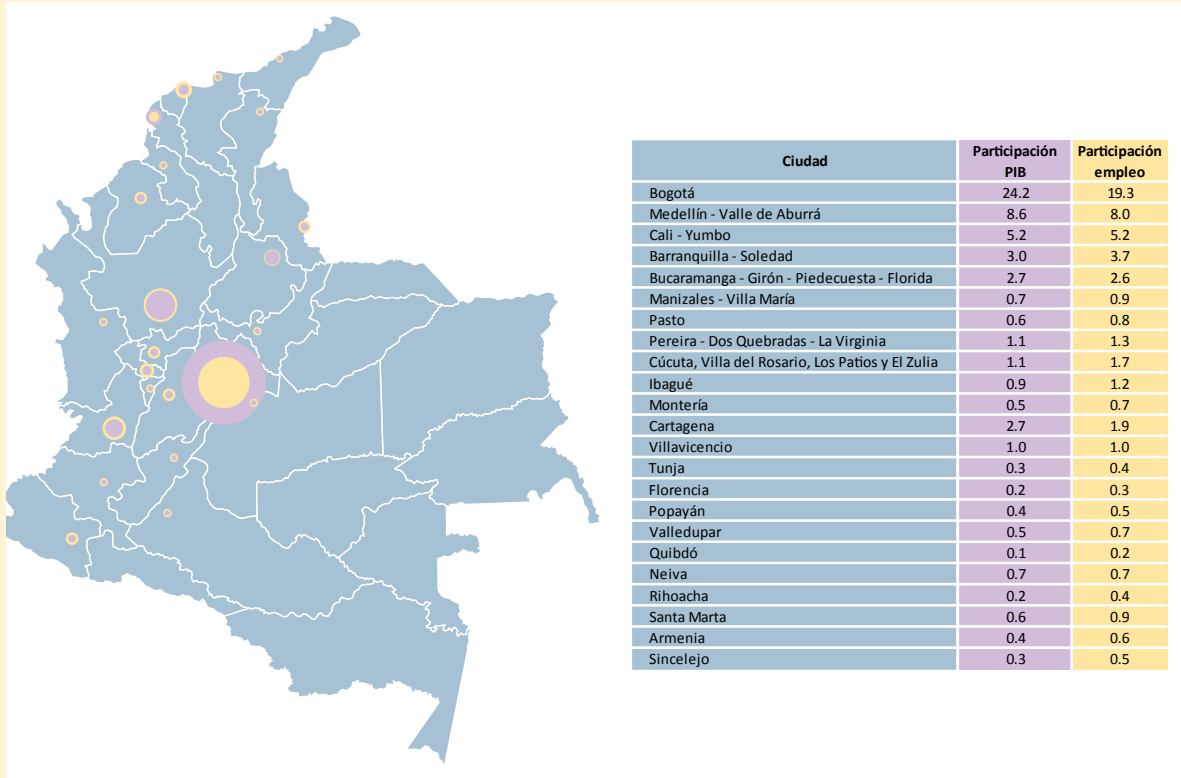 Ciudad Participación PIB Participación empleo
Bogotá 24.2 19.3
Medellín - Valle de Aburrá 8.6 8.0
Cali - Yumbo 5.2 5.2
Barranquilla - Soledad 3.0 3.7
Bucaramanga - Girón - Piedecuesta - Florida 2.7 2.6
Manizales - Villa María 0.7 0.9
Pasto 0.6 0.8
Pereira - Dos Quebradas - La Virginia 1.1 1.3
Cúcuta, Villa del Rosario, Los Patios y El Zulia 1.1 1.7
Ibagué 0.9 1.2
Montería 0.5 0.7
Cartagena 2.7 1.9
Villavicencio 1.0 1.0
Tunja 0.3 0.4
Florencia 0.2 0.3
Popayán 0.4 0.5
Valledupar 0.5 0.7
Quibdó 0.1 0.2
Neiva 0.7 0.7
Rihoacha 0.2 0.4
Santa Marta 0.6 0.9
Armenia 0.4 0.6
Sincelejo 0.3 0.5